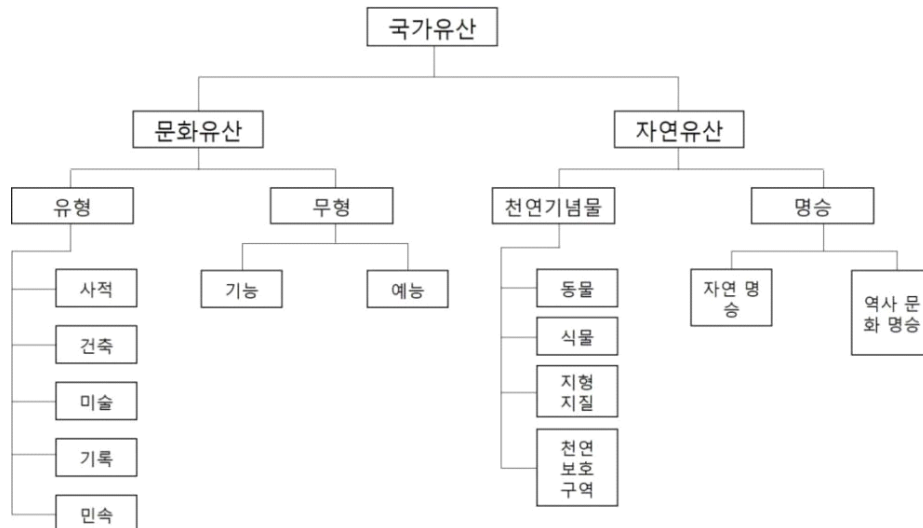 국가유산
문화유산
자연유산
유형
무형
천연기념물
명승
사적
건축
미술
기록
민속
기능
예능
동물
식물
지형
지질
천연
보호
구역
자연 명
승
역사 문
화 명승